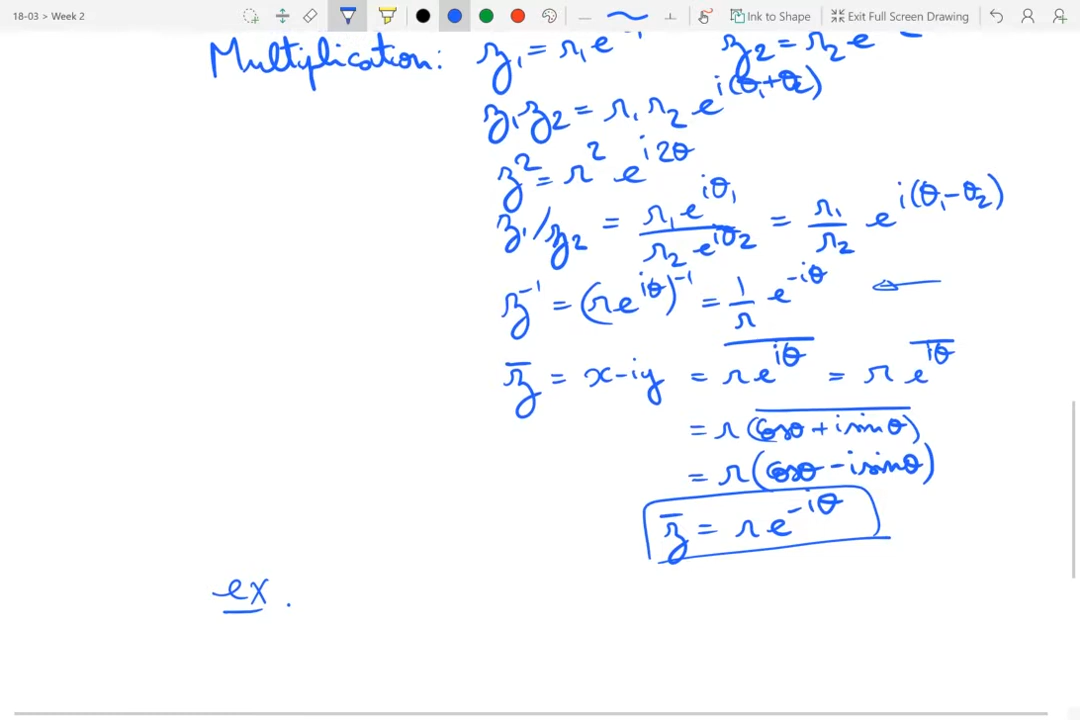 18-03 > Week 2
Ink to Shape
Exit Full Screen Drawing
Multiplication: z₁ = r₁e z₂ = r₂e
z₁z₂ = r₁r₂ e^{i(θ₁+θ₂)}
z² = r² e^{i2θ}
z₁/z₂ = r₁e^{iθ₁} / r₂e^{iθ₂} = r₁/r₂ e^{i(θ₁-θ₂)}
z⁻¹ = (re^{iθ})⁻¹ = 1/r e^{-iθ} ←
z̅ = x-iy = \overline{re^{iθ}} = r e^{\overline{iθ}}
= r(\overline{cosθ + i sinθ})
= r(cosθ - i sinθ)
z̅ = re^{-iθ}
ex.